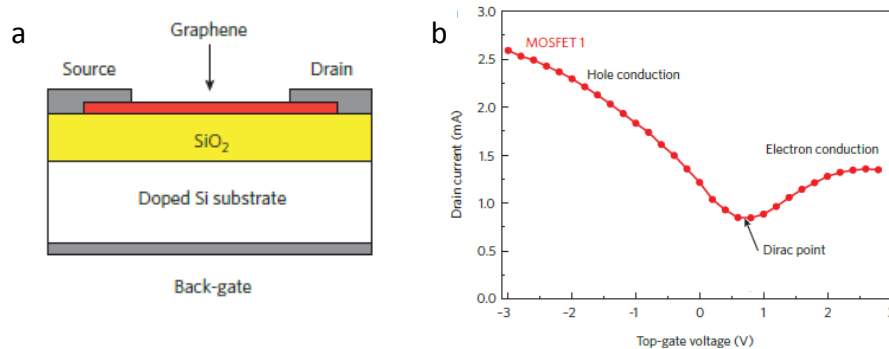 a
Graphene
Source
Drain
SiO2
Doped Si substrate
Back-gate
b
3.0
2.5
2.0
1.5
1.0
0.5
0.0
MOSFET 1
Hole conduction
Electron conduction
Dirac point
Drain current (mA)
-3
-2
-1
0
1
2
3
Top-gate voltage (V)